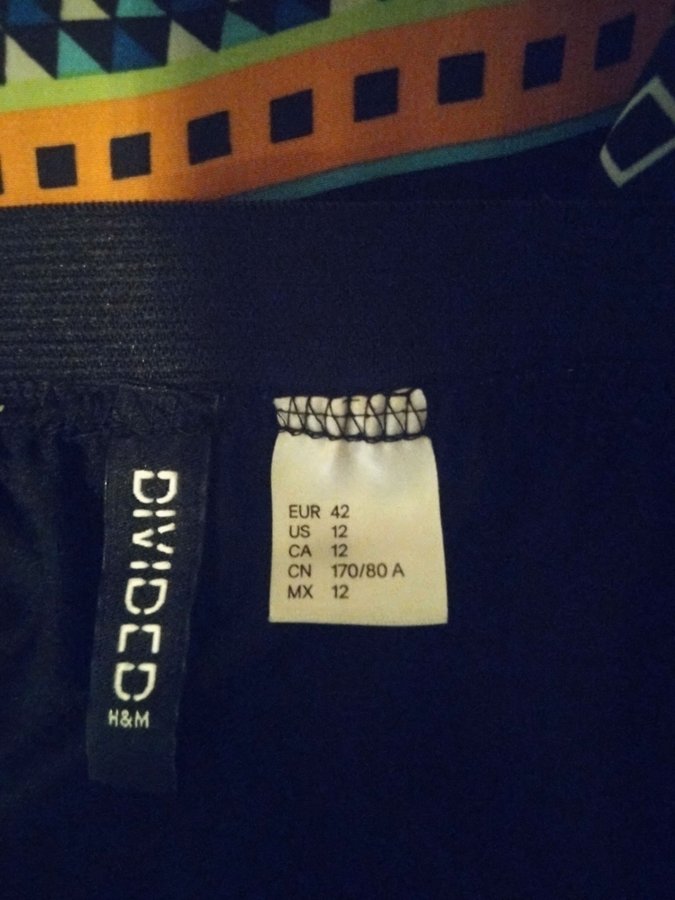 DIVIDED
H&M
EUR 42
US 12
CA 12
CN 170/80 A
MX 12